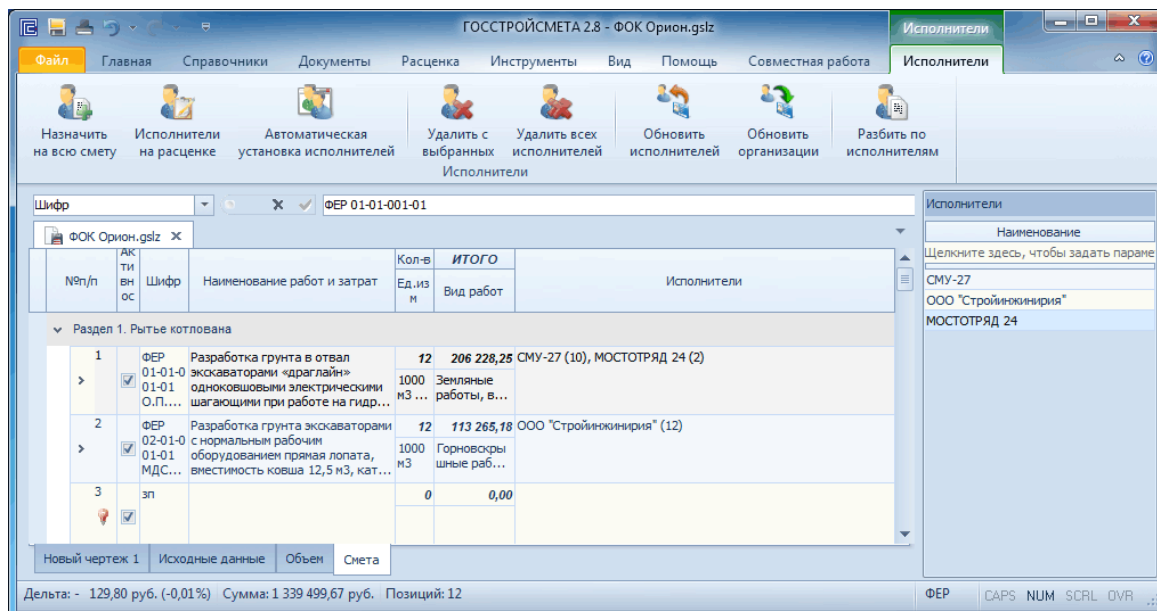 ГОССТРОЙСМЕТА 2.8 - ФОК Орион.gslz
Исполнители
Файл Главная Справочники Документы Расценка Инструменты Вид Помощь Совместная работа Исполнители
Назначить на всю смету
Исполнители на расценке
Автоматическая установка исполнителей
Удалить с выбранных
Удалить всех исполнителей
Обновить исполнителей
Обновить организации
Разбить по исполнителям
Исполнители
Шифр ФЕР 01-01-001-01
ФОК Орион.gslz
№п/п
АК
ТИ
ВН
ОС
Шифр
Наименование работ и затрат
Кол-в
Ед.из
м
ИТОГО
Вид работ
Исполнители
Раздел 1. Рытье котлована
1
ФЕР
01-01-0
01-01
О.П....
Разработка грунта в отвал
экскаваторами «драглайн»
одноковшовыми электрическими
шагающими при работе на гидр...
12
1000
м3 ...
206 228,25
Земляные
работы, в...
СМУ-27 (10), МОСТОТРЯД 24 (2)
2
ФЕР
02-01-0
01-01
МДС...
Разработка грунта экскаваторами
с нормальным рабочим
оборудованием прямая лопата,
вместимость ковша 12,5 м3, кат...
12
1000
м3
113 265,18
Горновскры
шные раб...
ООО "Стройинжинирия" (12)
3
зп
0
0,00
Исполнители
Наименование
Щелкните здесь, чтобы задать параме
СМУ-27
ООО "Стройинжинирия"
МОСТОТРЯД 24
Новый чертеж 1 Исходные данные Объем Смета
Дельта: - 129,80 руб. (-0,01%) Сумма: 1 339 499,67 руб. Позиций: 12
ФЕР CAPS NUM SCRL OVR